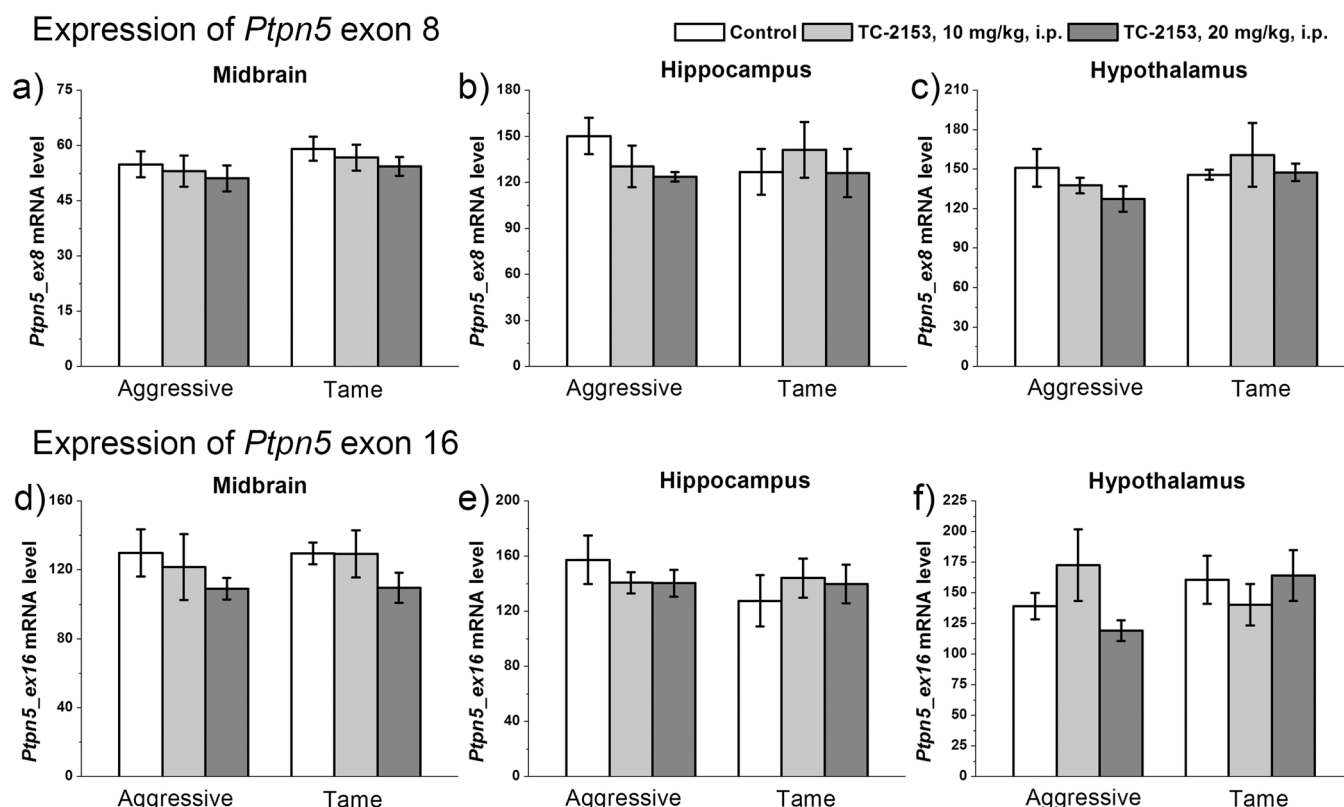 Expression of Ptpn5 exon 8
Control TC-2153, 10 mg/kg, i.p. TC-2153, 20 mg/kg, i.p.
a)
Midbrain
Ptpn5_ex8 mRNA level
75
60
45
30
15
0
Aggressive Tame
b)
Hippocampus
Ptpn5_ex8 mRNA level
180
150
120
90
60
30
0
Aggressive Tame
c)
Hypothalamus
Ptpn5_ex8 mRNA level
210
180
150
120
90
60
30
0
Aggressive Tame
Expression of Ptpn5 exon 16
d)
Midbrain
Ptpn5_ex16 mRNA level
160
120
80
40
0
Aggressive Tame
e)
Hippocampus
Ptpn5_ex16 mRNA level
200
160
120
80
40
0
Aggressive Tame
f)
Hypothalamus
Ptpn5_ex16 mRNA level
225
200
175
150
125
100
75
50
25
0
Aggressive Tame